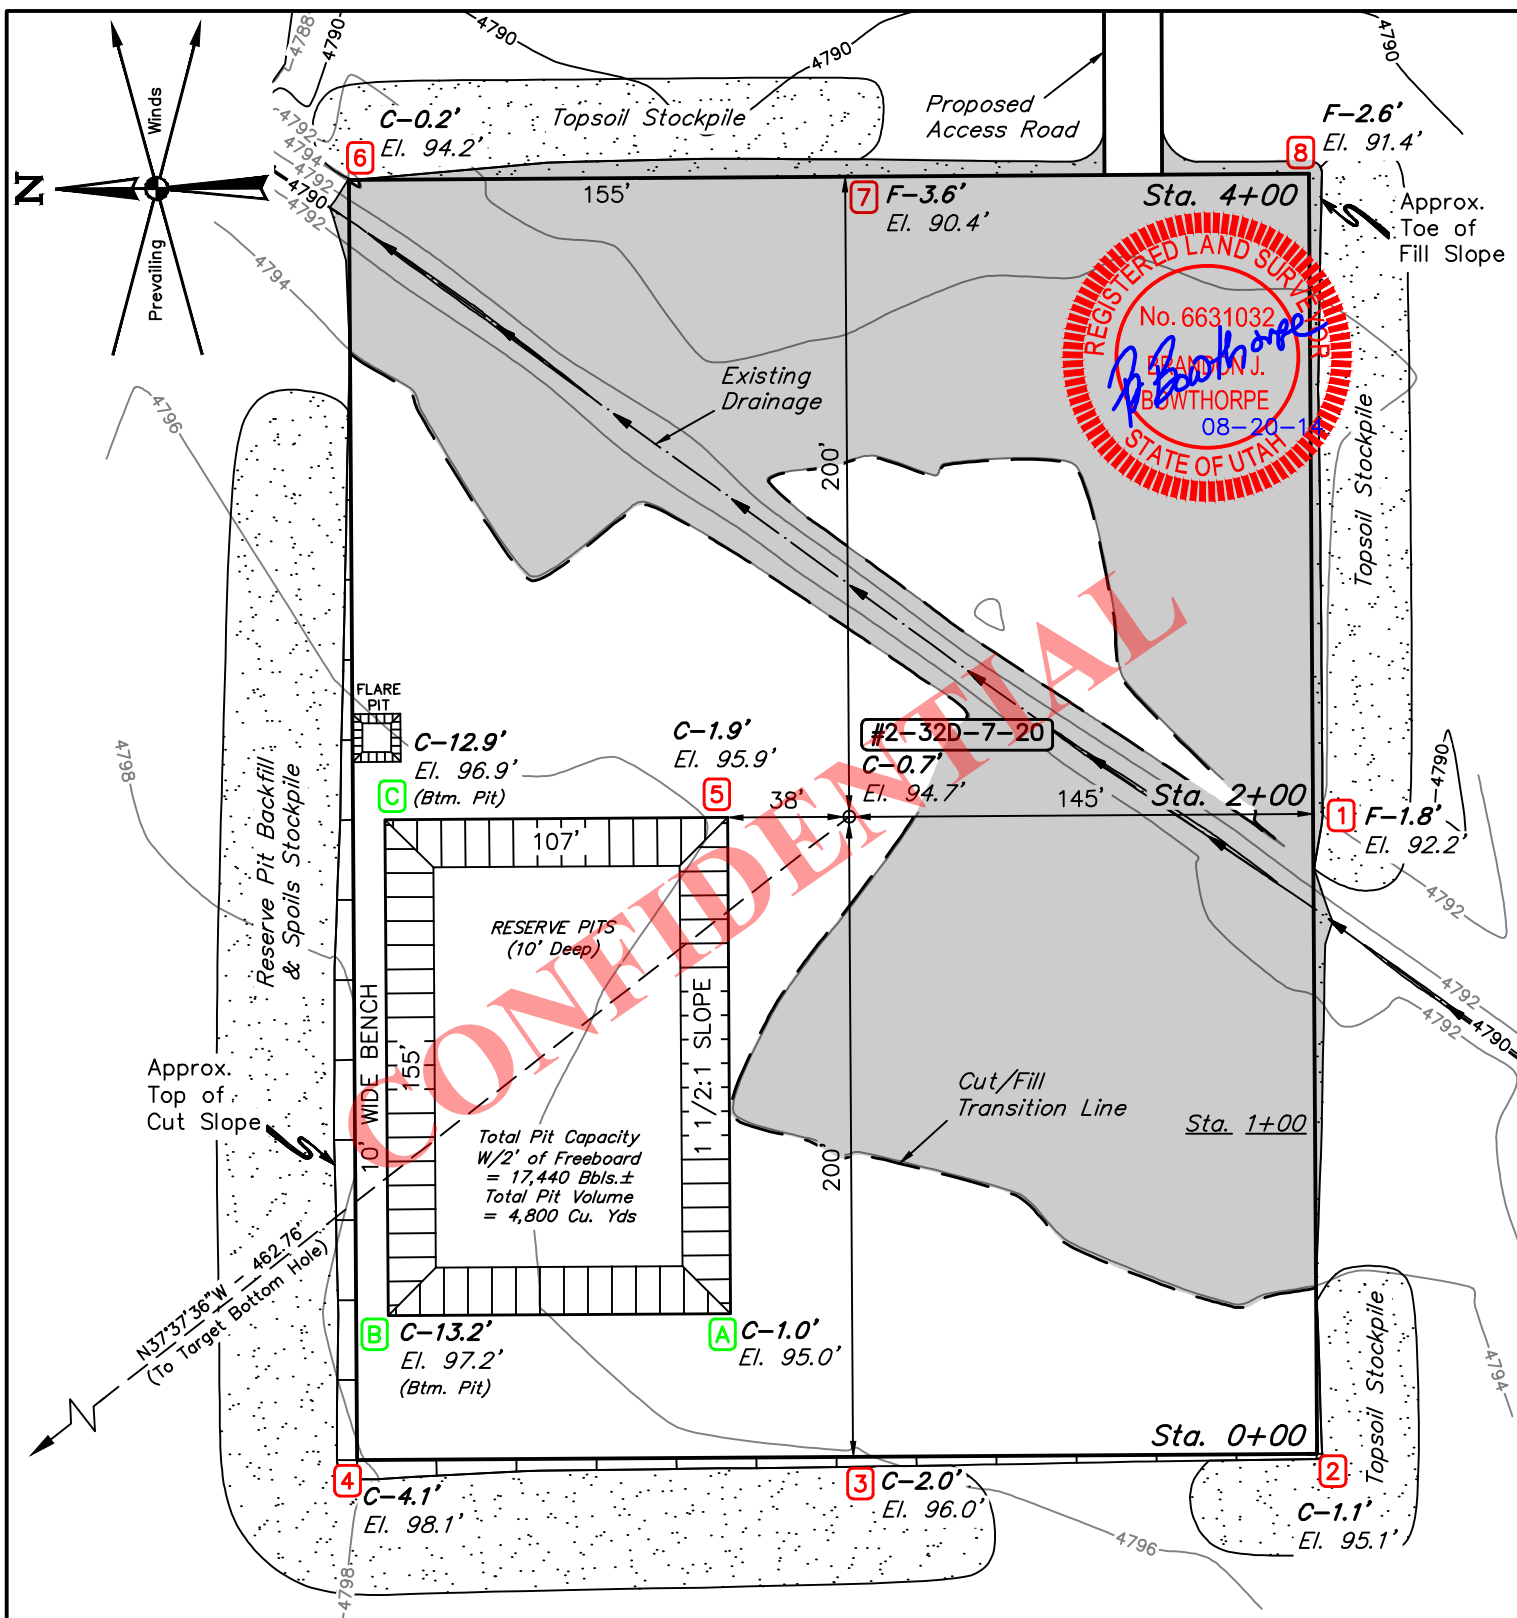 4788
4790
4790
4790
4790
Winds
N
Prevailing
4792
4794
4792
4790
4792
4794
C-0.2'
El. 94.2'
6
Topsoil Stockpile
Proposed
Access Road
F-2.6'
El. 91.4'
8
155'
7
F-3.6'
El. 90.4'
Sta. 4+00
Approx.
Toe of
Fill Slope
REGISTERED LAND SURVEYOR
No. 6631032
BRANDON J.
BOWTHORPE
B. Bowthorpe
08-20-14
STATE OF UTAH
Existing
Drainage
4796
200'
Topsoil Stockpile
4798
Reserve Pit Backfill
& Spoils Stockpile
FLARE
PIT
C-12.9'
El. 96.9'
(Btm. Pit)
C
C-1.9'
El. 95.9'
5
#2-32D-7-20
C-0.7'
El. 94.7'
38'
145'
Sta. 2+00
1
F-1.8'
El. 92.2'
4790
4792
4792
4792
4790
107'
RESERVE PITS
(10' Deep)
10' WIDE BENCH
155'
1 1/2:1 SLOPE
Total Pit Capacity
W/2' of Freeboard
= 17,440 Bbls.±
Total Pit Volume
= 4,800 Cu. Yds
CONFIDENTIAL
Approx.
Top of
Cut Slope
Cut/Fill
Transition Line
Sta. 1+00
200'
N37°37'36"W - 462.76'
(To Target Bottom Hole)
B
C-13.2'
El. 97.2'
(Btm. Pit)
A
C-1.0'
El. 95.0'
4794
Topsoil Stockpile
Sta. 0+00
4
C-4.1'
El. 98.1'
3
C-2.0'
El. 96.0'
2
C-1.1'
El. 95.1'
4796
4798